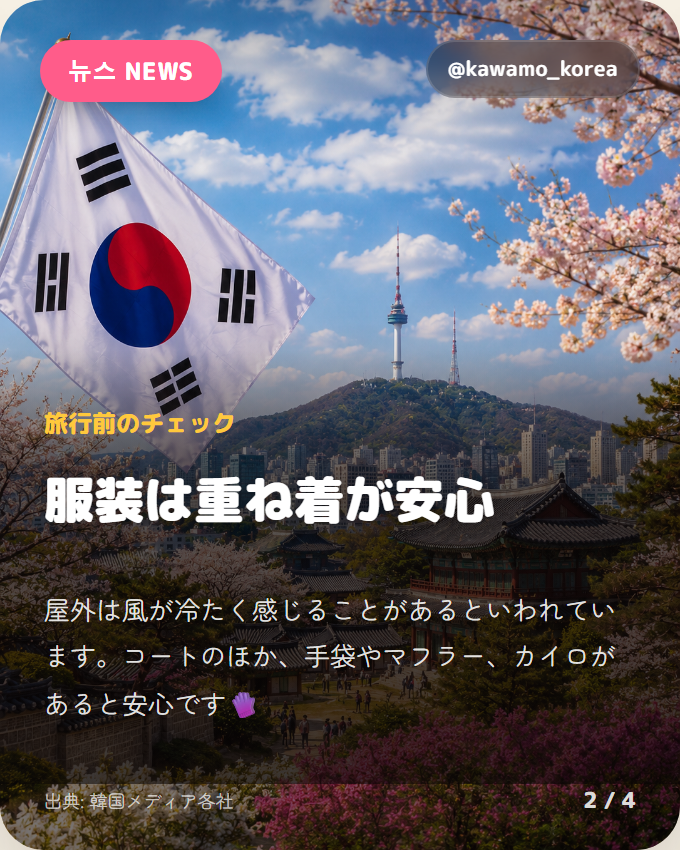 뉴스 NEWS
@kawamo_korea
旅行前のチェック
服装は重ね着が安心
屋外は風が冷たく感じることがあるといわれてい
ます。コートのほか、手袋やマフラー、カイロが
あると安心です
出典: 韓国メディア各社
2 / 4